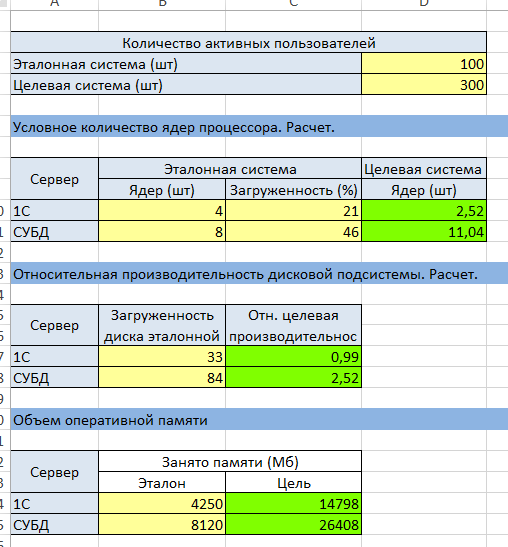 A B C D
Количество активных пользователей
Эталонная система (шт) 100
Целевая система (шт) 300
Условное количество ядер процессора. Расчет.
Сервер Эталонная система Целевая система
Ядер (шт) Загруженность (%) Ядер (шт)
1С 4 21 2,52
СУБД 8 46 11,04
Относительная производительность дисковой подсистемы. Расчет.
Сервер Загруженность Отн. целевая
диска эталонной производительнос
1С 33 0,99
СУБД 84 2,52
Объем оперативной памяти
Сервер Занято памяти (Мб)
Эталон Цель
1С 4250 14798
СУБД 8120 26408